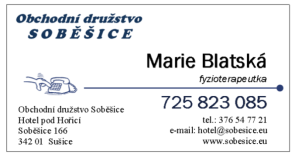 Obchodní družstvo
SOBĚŠICE
Marie Blatská
fyzioterapeutka
725 823 085
Obchodní družstvo Soběšice
Hotel pod Hořicí
Soběšice 166
342 01 Sušice
tel.: 376 54 77 21
e-mail: hotel@sobesice.eu
www.sobesice.eu